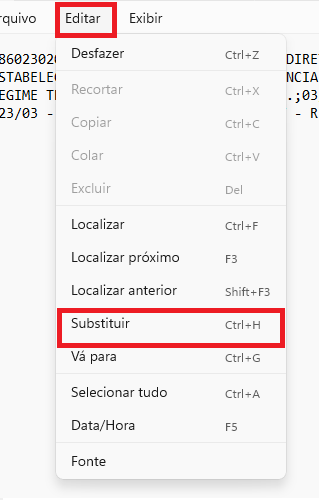 rquivo Editar Exibir
8602302 DIRET
Desfazer Ctrl+Z
STABELEC NCIA
Recortar Ctrl+X
EGIME T .;03
Copiar Ctrl+C
23/03 - - R
Colar Ctrl+V
Excluir Del
Localizar Ctrl+F
Localizar próximo F3
Localizar anterior Shift+F3
Substituir Ctrl+H
Vá para Ctrl+G
Selecionar tudo Ctrl+A
Data/Hora F5
Fonte